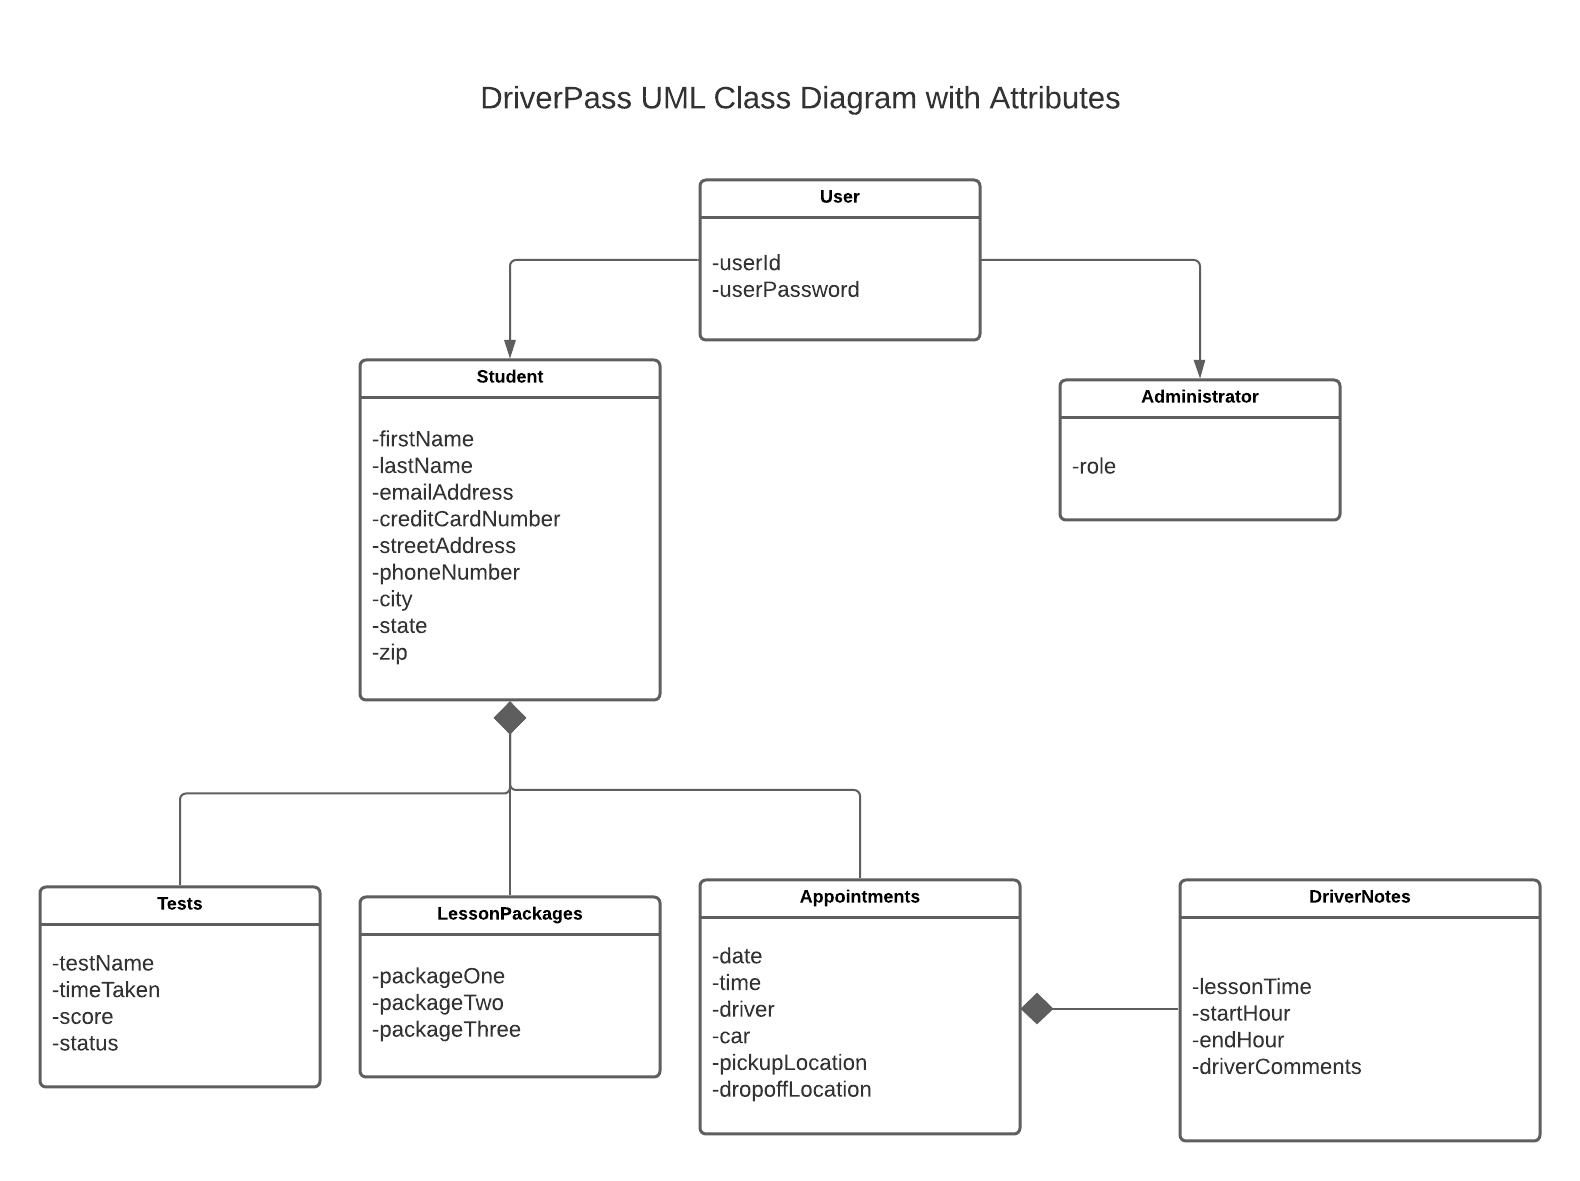 DriverPass UML Class Diagram with Attributes
User
-userId
-userPassword
Student
-firstName
-lastName
-emailAddress
-creditCardNumber
-streetAddress
-phoneNumber
-city
-state
-zip
Administrator
-role
Tests
-testName
-timeTaken
-score
-status
LessonPackages
-packageOne
-packageTwo
-packageThree
Appointments
-date
-time
-driver
-car
-pickupLocation
-dropoffLocation
DriverNotes
-lessonTime
-startHour
-endHour
-driverComments